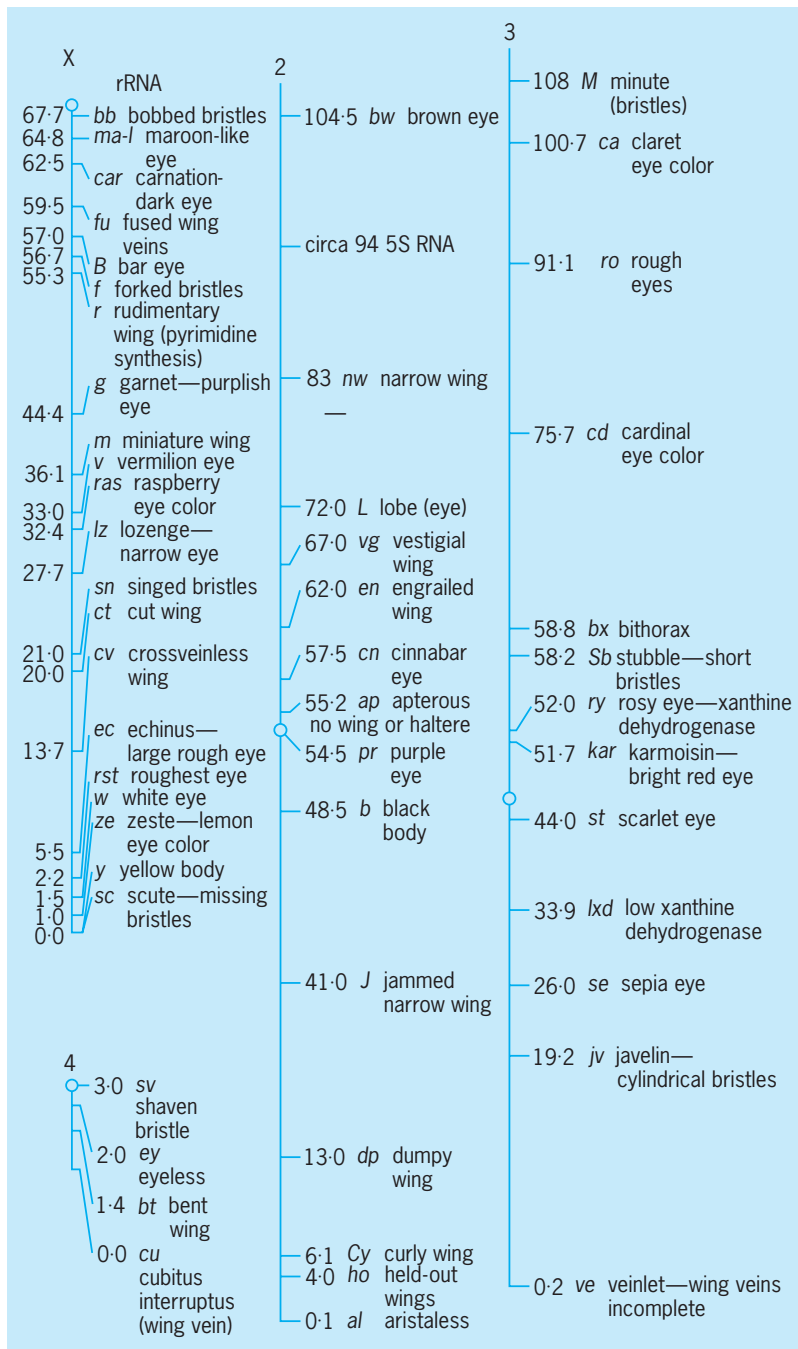 X
rRNA
67·7 bb bobbed bristles
64·8 ma-l maroon-like
eye
62·5 car carnation-
dark eye
59·5 fu fused wing
veins
57·0 B bar eye
56·7 f forked bristles
55·3 r rudimentary
wing (pyrimidine
synthesis)
44·4 g garnet—purplish
eye
36·1 m miniature wing
33·0 v vermilion eye
32·4 ras raspberry
eye color
27·7 lz lozenge—
narrow eye
21·0 sn singed bristles
20·0 ct cut wing
13·7 cv crossveinless
wing
5·5 ec echinus—
large rough eye
2·2 rst roughest eye
1·5 w white eye
1·0 ze zeste—lemon
eye color
0·0 y yellow body
sc scute—missing
bristles
4
3·0 sv
shaven
bristle
2·0 ey
eyeless
1·4 bt bent
wing
0·0 cu
cubitus
interruptus
(wing vein)
2
104·5 bw brown eye
circa 94 5S RNA
83 nw narrow wing
—
72·0 L lobe (eye)
67·0 vg vestigial
wing
62·0 en engrailed
wing
57·5 cn cinnabar
eye
55·2 ap apterous
no wing or haltere
54·5 pr purple
eye
48·5 b black
body
41·0 J jammed
narrow wing
13·0 dp dumpy
wing
6·1 Cy curly wing
4·0 ho held-out
wings
0·1 al aristaless
3
108 M minute
(bristles)
100·7 ca claret
eye color
91·1 ro rough
eyes
75·7 cd cardinal
eye color
58·8 bx bithorax
58·2 Sb stubble—short
bristles
52·0 ry rosy eye—xanthine
dehydrogenase
51·7 kar karmoisin—
bright red eye
44·0 st scarlet eye
33·9 lxd low xanthine
dehydrogenase
26·0 se sepia eye
19·2 jv javelin—
cylindrical bristles
0·2 ve veinlet—wing veins
incomplete